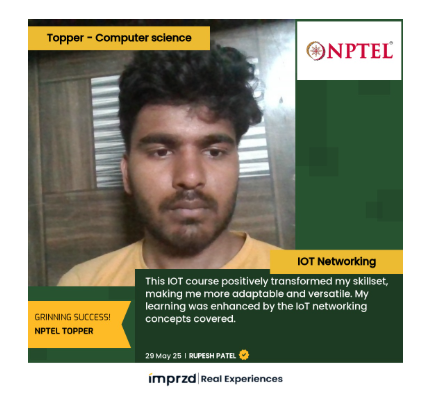 Topper - Computer science
NPTEL
IOT Networking
This IOT course positively transformed my skillset,
making me more adaptable and versatile. My
learning was enhanced by the IoT networking
concepts covered.
GRINNING SUCCESS!
NPTEL TOPPER
29 May 25 | RUPESH PATEL
imprzd | Real Experiences